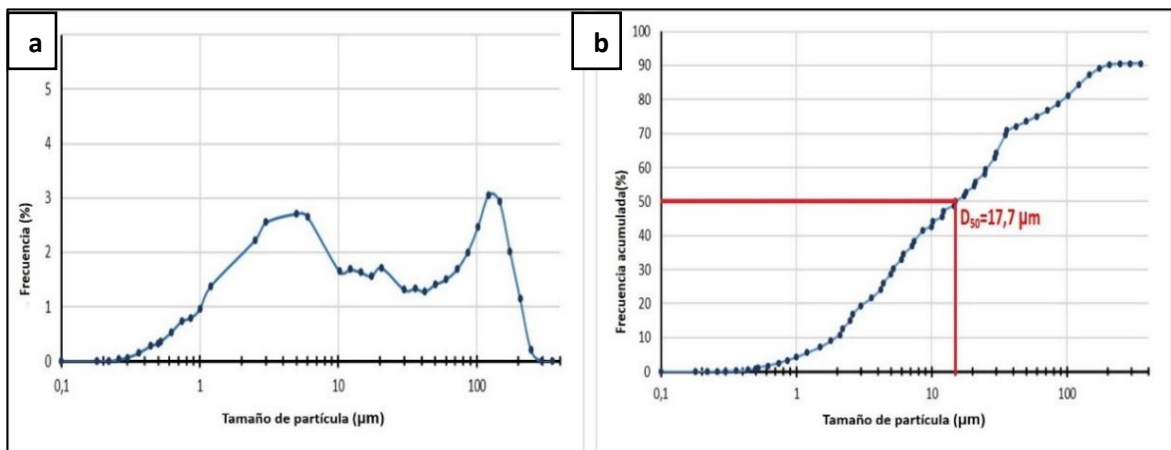 a
5
4
3
2
1
0
Frecuencia (%)
0,1 1 10 100
Tamaño de partícula (µm)
b
100
90
80
70
60
50
40
30
20
10
0
Frecuencia acumulada(%)
D50=17,7 µm
0,1 1 10 100
Tamaño de partícula (µm)